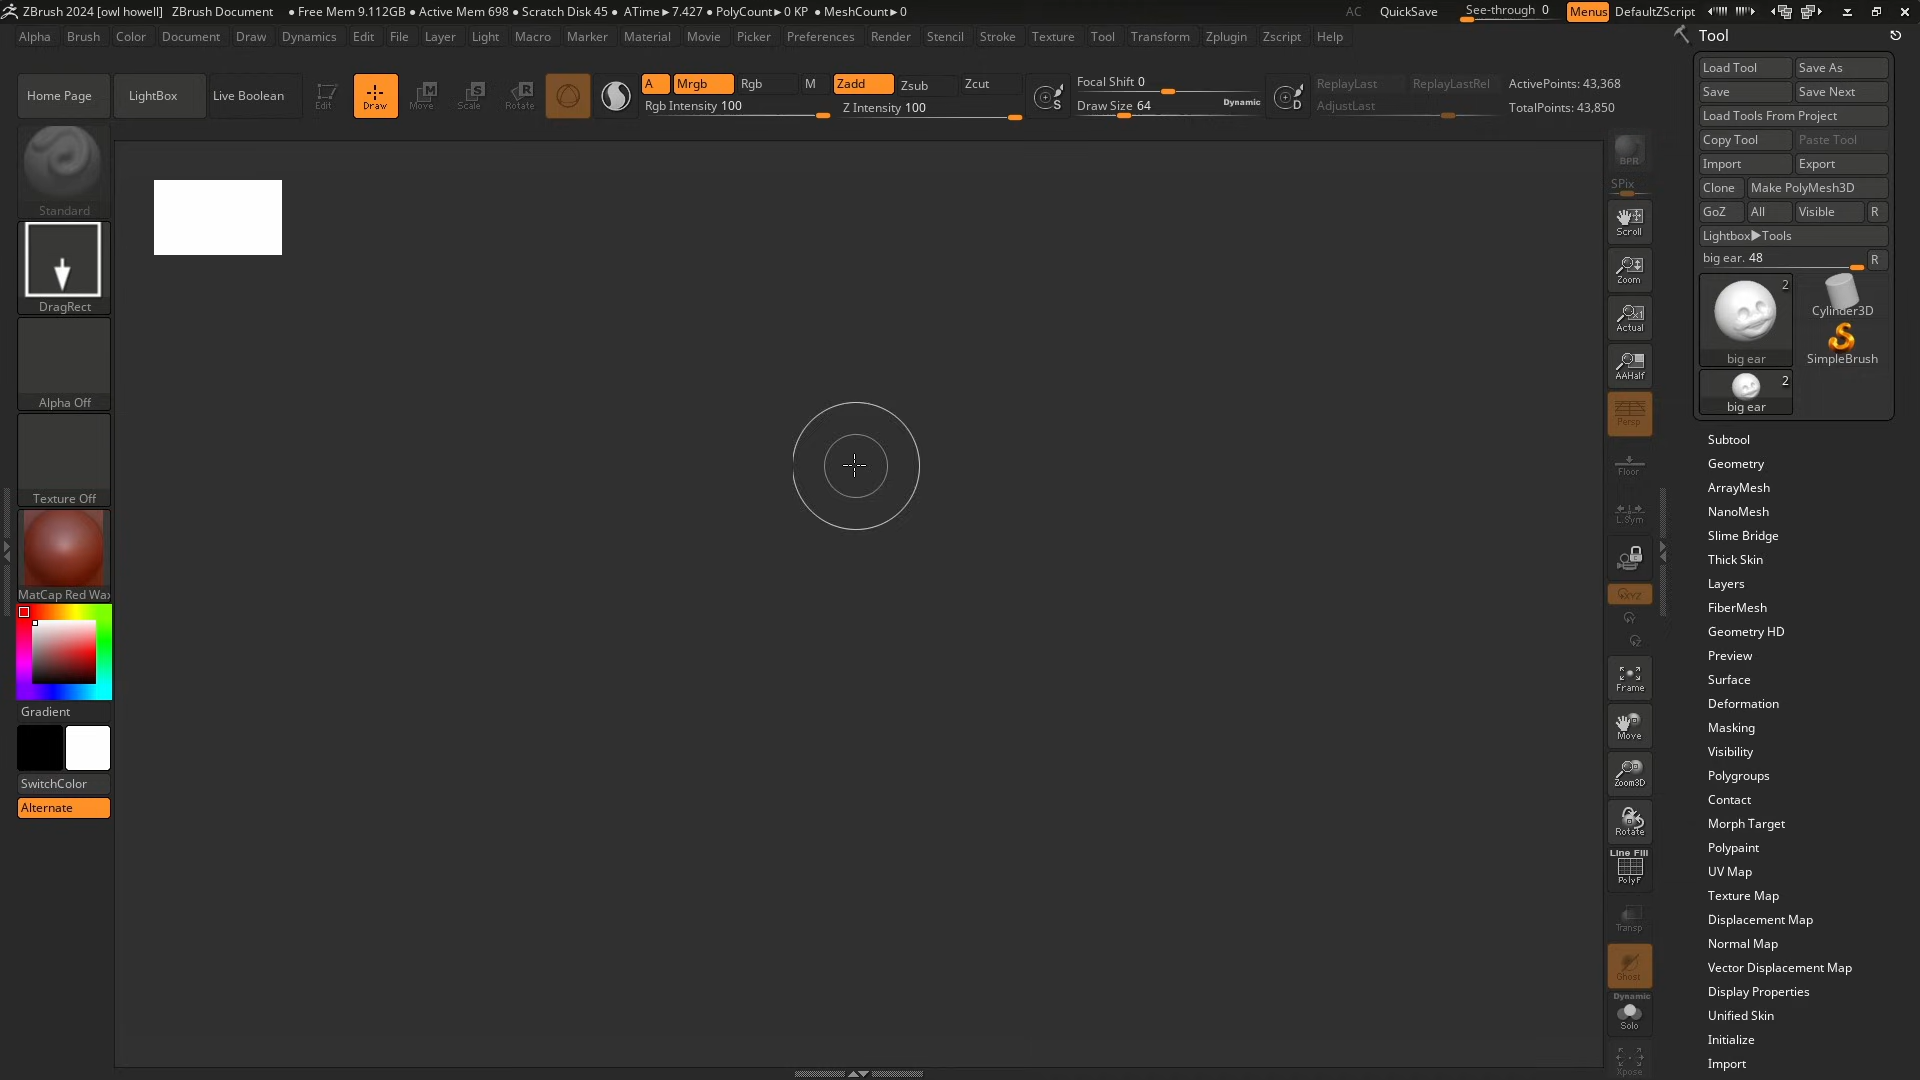 ZBrush 2024 [owl howell] ZBrush Document ● Free Mem 9.112GB ● Active Mem 698 ● Scratch Disk 45 ● ATime►7.427 ● PolyCount►0 KP ● MeshCount►0 AC QuickSave See-through 0 Menus DefaultZScript
Alpha Brush Color Document Draw Dynamics Edit File Layer Light Macro Marker Material Movie Picker Preferences Render Stencil Stroke Texture Tool Transform Zplugin Zscript Help
Home Page LightBox Live Boolean
Edit Draw Move Scale Rotate
A Mrgb Rgb M Zadd Zsub Zcut
Rgb Intensity 100 Z Intensity 100
Focal Shift 0
Draw Size 64 Dynamic
ReplayLast ReplayLastRel
AdjustLast
ActivePoints: 43,368
TotalPoints: 43,850
Standard
DragRect
Alpha Off
Texture Off
MatCap Red Wax
Gradient
SwitchColor
Alternate
BPR
SPix
Scroll
Zoom
Actual
AAHalf
Persp
Floor
L.Sym
XYZ
Frame
Move
Zoom3D
Rotate
Line Fill
PolyF
Transp
Ghost
Dynamic
Solo
Xpose
Tool
Load Tool Save As
Save Save Next
Load Tools From Project
Copy Tool Paste Tool
Import Export
Clone Make PolyMesh3D
GoZ All Visible R
Lightbox►Tools
big ear. 48 R
2
big ear
Cylinder3D
SimpleBrush
2
big ear
Subtool
Geometry
ArrayMesh
NanoMesh
Slime Bridge
Thick Skin
Layers
FiberMesh
Geometry HD
Preview
Surface
Deformation
Masking
Visibility
Polygroups
Contact
Morph Target
Polypaint
UV Map
Texture Map
Displacement Map
Normal Map
Vector Displacement Map
Display Properties
Unified Skin
Initialize
Import